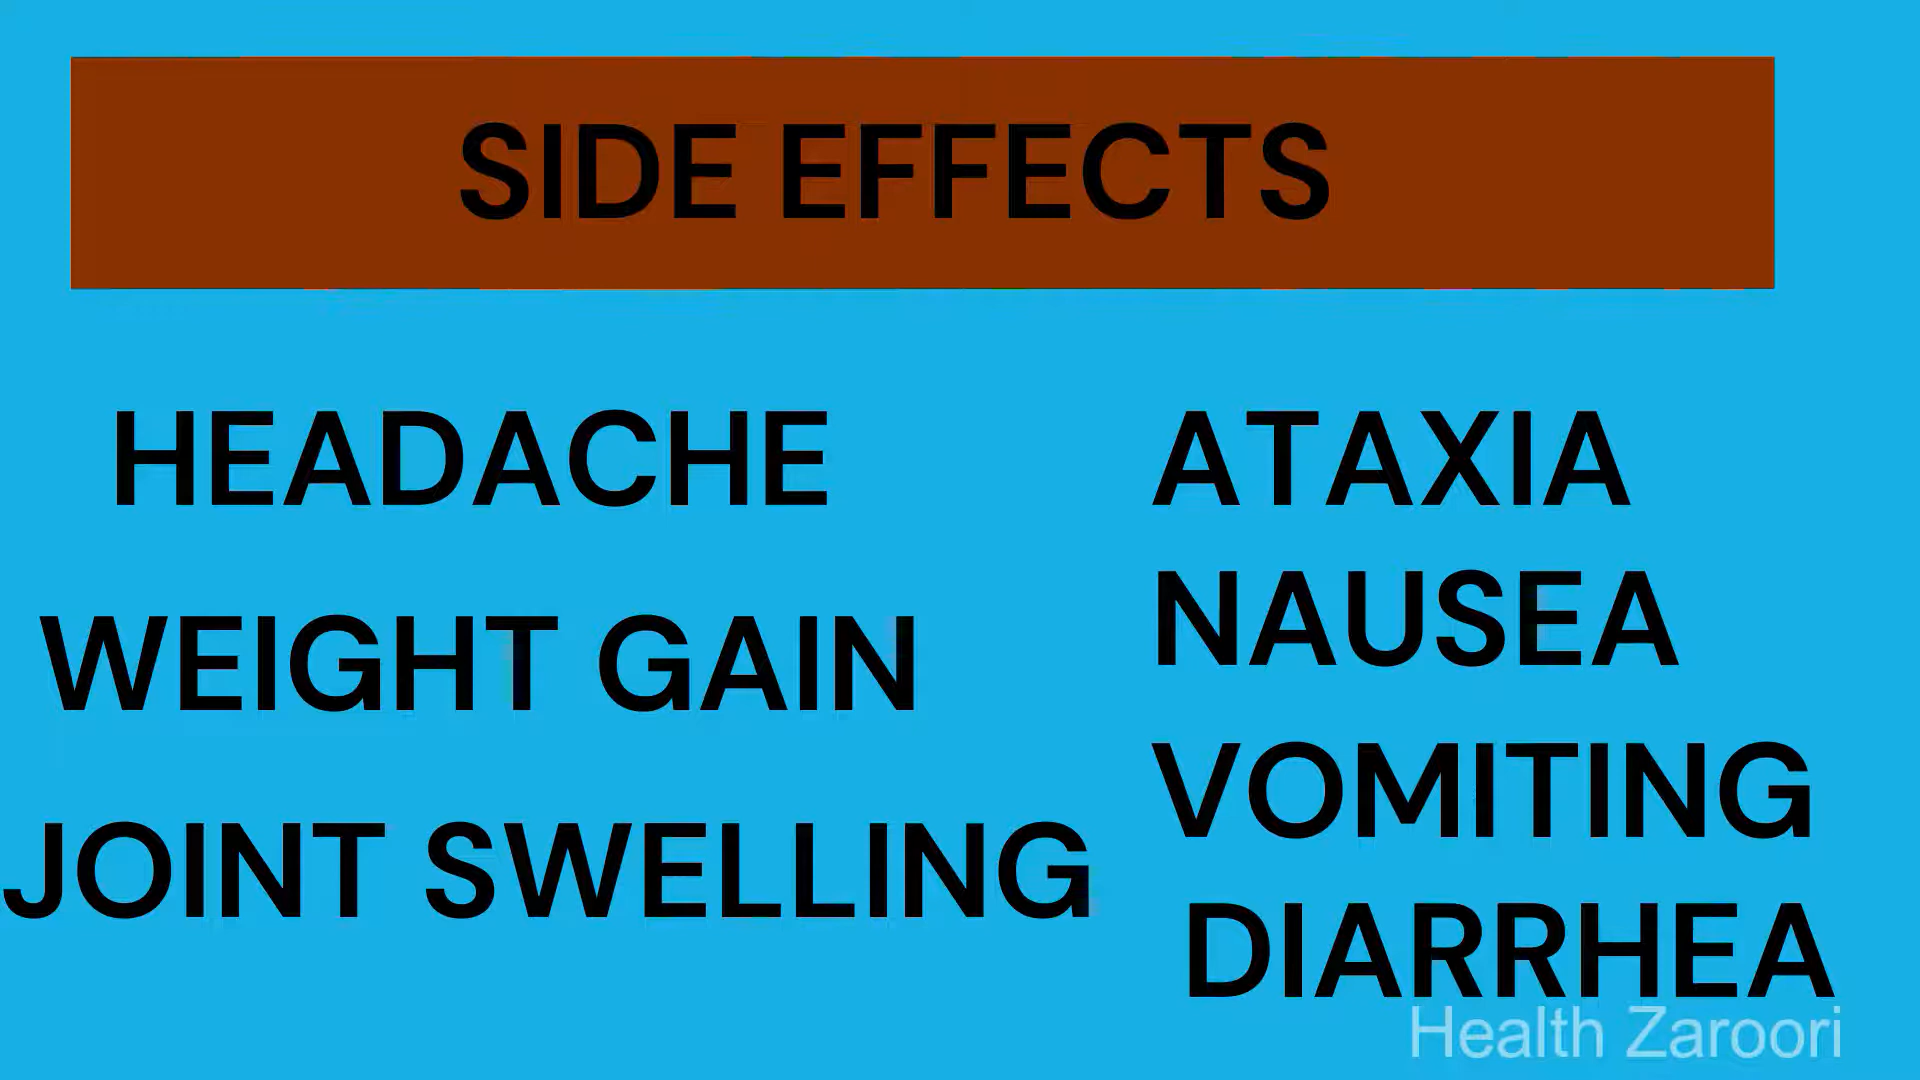 SIDE EFFECTS
HEADACHE
WEIGHT GAIN
JOINT SWELLING
ATAXIA
NAUSEA
VOMITING
DIARRHEA
Health Zaroori